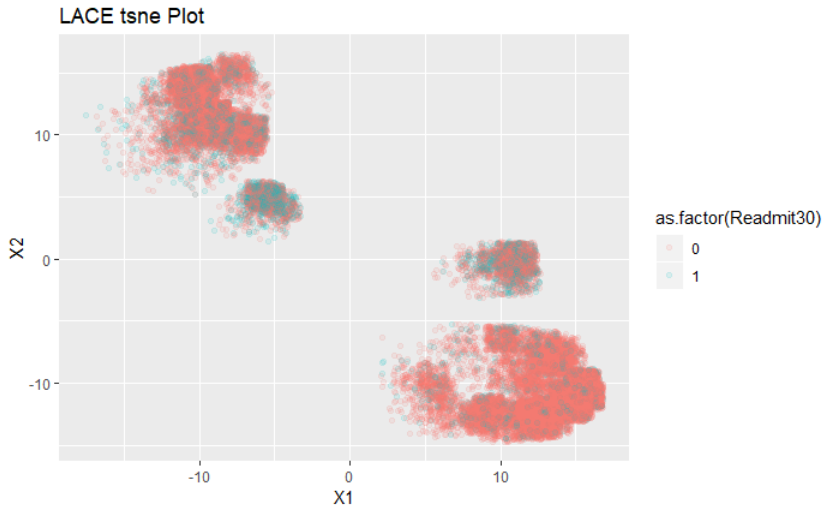 LACE tsne Plot
10
0
-10
X2
-10
0
10
X1
as.factor(Readmit30)
0
1